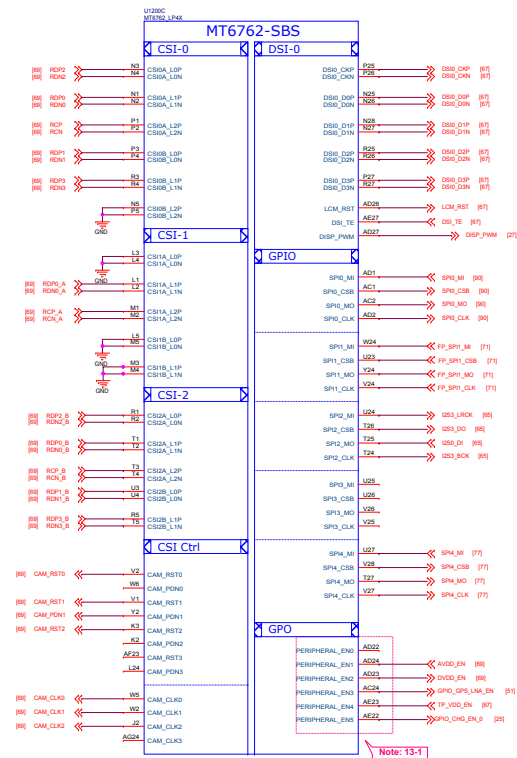 U1200C
MT6762_LP4X
MT6762-SBS
CSI-0
DSI-0
[69] RDP2 N3 CSI0A_L0P
[69] RDN2 N4 CSI0A_L0N
[69] RDP0 N1 CSI0A_L1P
[69] RDN0 N2 CSI0A_L1N
[69] RCP P1 CSI0A_L2P
[69] RCN P2 CSI0A_L2N
[69] RDP1 P3 CSI0B_L0P
[69] RDN1 P4 CSI0B_L0N
[69] RDP3 R3 CSI0B_L1P
[69] RDN3 R4 CSI0B_L1N
N5 CSI0B_L2P
P5 CSI0B_L2N
GND
CSI-1
L3 CSI1A_L0P
L4 CSI1A_L0N
GND
[69] RDP0_A L1 CSI1A_L1P
[69] RDN0_A L2 CSI1A_L1N
[69] RCP_A M1 CSI1A_L2P
[69] RCN_A M2 CSI1A_L2N
L5 CSI1B_L0P
M5 CSI1B_L0N
GND
M3 CSI1B_L1P
M4 CSI1B_L1N
GND
CSI-2
[69] RDP2_B R1 CSI2A_L0P
[69] RDN2_B R2 CSI2A_L0N
[69] RDP0_B T1 CSI2A_L1P
[69] RDN0_B T2 CSI2A_L1N
[69] RCP_B T3 CSI2A_L2P
[69] RCN_B T4 CSI2A_L2N
[69] RDP1_B U3 CSI2B_L0P
[69] RDN1_B U4 CSI2B_L0N
[69] RDP3_B R5 CSI2B_L1P
[69] RDN3_B T5 CSI2B_L1N
CSI Ctrl
[69] CAM_RST0 V2 CAM_RST0
W6 CAM_PDN0
[69] CAM_RST1 V1 CAM_RST1
[69] CAM_PDN1 Y2 CAM_PDN1
[69] CAM_RST2 K3 CAM_RST2
K2 CAM_PDN2
AF23 CAM_RST3
L24 CAM_PDN3
[69] CAM_CLK0 W5 CAM_CLK0
[69] CAM_CLK1 W2 CAM_CLK1
[69] CAM_CLK2 J2 CAM_CLK2
AG24 CAM_CLK3
DSI0_CKP P25 DSI0_CKP [67]
DSI0_CKN P26 DSI0_CKN [67]
DSI0_D0P N25 DSI0_D0P [67]
DSI0_D0N N26 DSI0_D0N [67]
DSI0_D1P N28 DSI0_D1P [67]
DSI0_D1N N27 DSI0_D1N [67]
DSI0_D2P R25 DSI0_D2P [67]
DSI0_D2N R26 DSI0_D2N [67]
DSI0_D3P P27 DSI0_D3P [67]
DSI0_D3N R27 DSI0_D3N [67]
LCM_RST AD26 LCM_RST [67]
DSI_TE AE27 DSI_TE [67]
DISP_PWM AD27 DISP_PWM [27]
GPIO
SPI0_MI AD1 SPI0_MI [90]
SPI0_CSB AC1 SPI0_CSB [90]
SPI0_MO AC2 SPI0_MO [90]
SPI0_CLK AD2 SPI0_CLK [90]
SPI1_MI W24 FP_SPI1_MI [71]
SPI1_CSB U23 FP_SPI1_CSB [71]
SPI1_MO Y24 FP_SPI1_MO [71]
SPI1_CLK V24 FP_SPI1_CLK [71]
SPI2_MI U24 I2S3_LRCK [65]
SPI2_CSB T26 I2S3_DO [65]
SPI2_MO T25 I2S0_DI [65]
SPI2_CLK T24 I2S3_BCK [65]
SPI3_MI U25
SPI3_CSB U26
SPI3_MO V26
SPI3_CLK V25
SPI4_MI U27 SPI4_MI [77]
SPI4_CSB V28 SPI4_CSB [77]
SPI4_MO T27 SPI4_MO [77]
SPI4_CLK V27 SPI4_CLK [77]
GPO
PERIPHERAL_EN0 AD22
PERIPHERAL_EN1 AD24 AVDD_EN [69]
PERIPHERAL_EN2 AD23 DVDD_EN [69]
PERIPHERAL_EN3 AC24 GPIO_GPS_LNA_EN [51]
PERIPHERAL_EN4 AE23 TP_VDD_EN [67]
PERIPHERAL_EN5 AE22 GPIO_CHG_EN_0 [25]
Note: 13-1